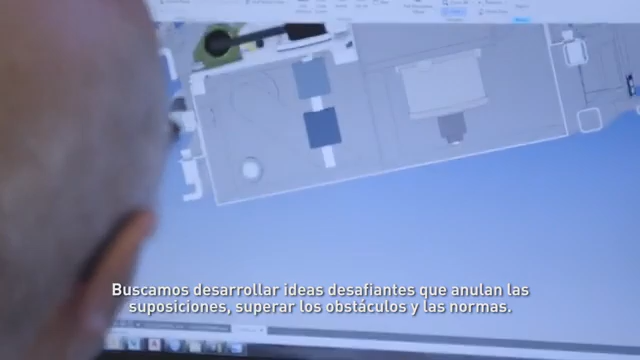 Buscamos desarrollar ideas desafiantes que anulan las
suposiciones, superar los obstáculos y las normas.